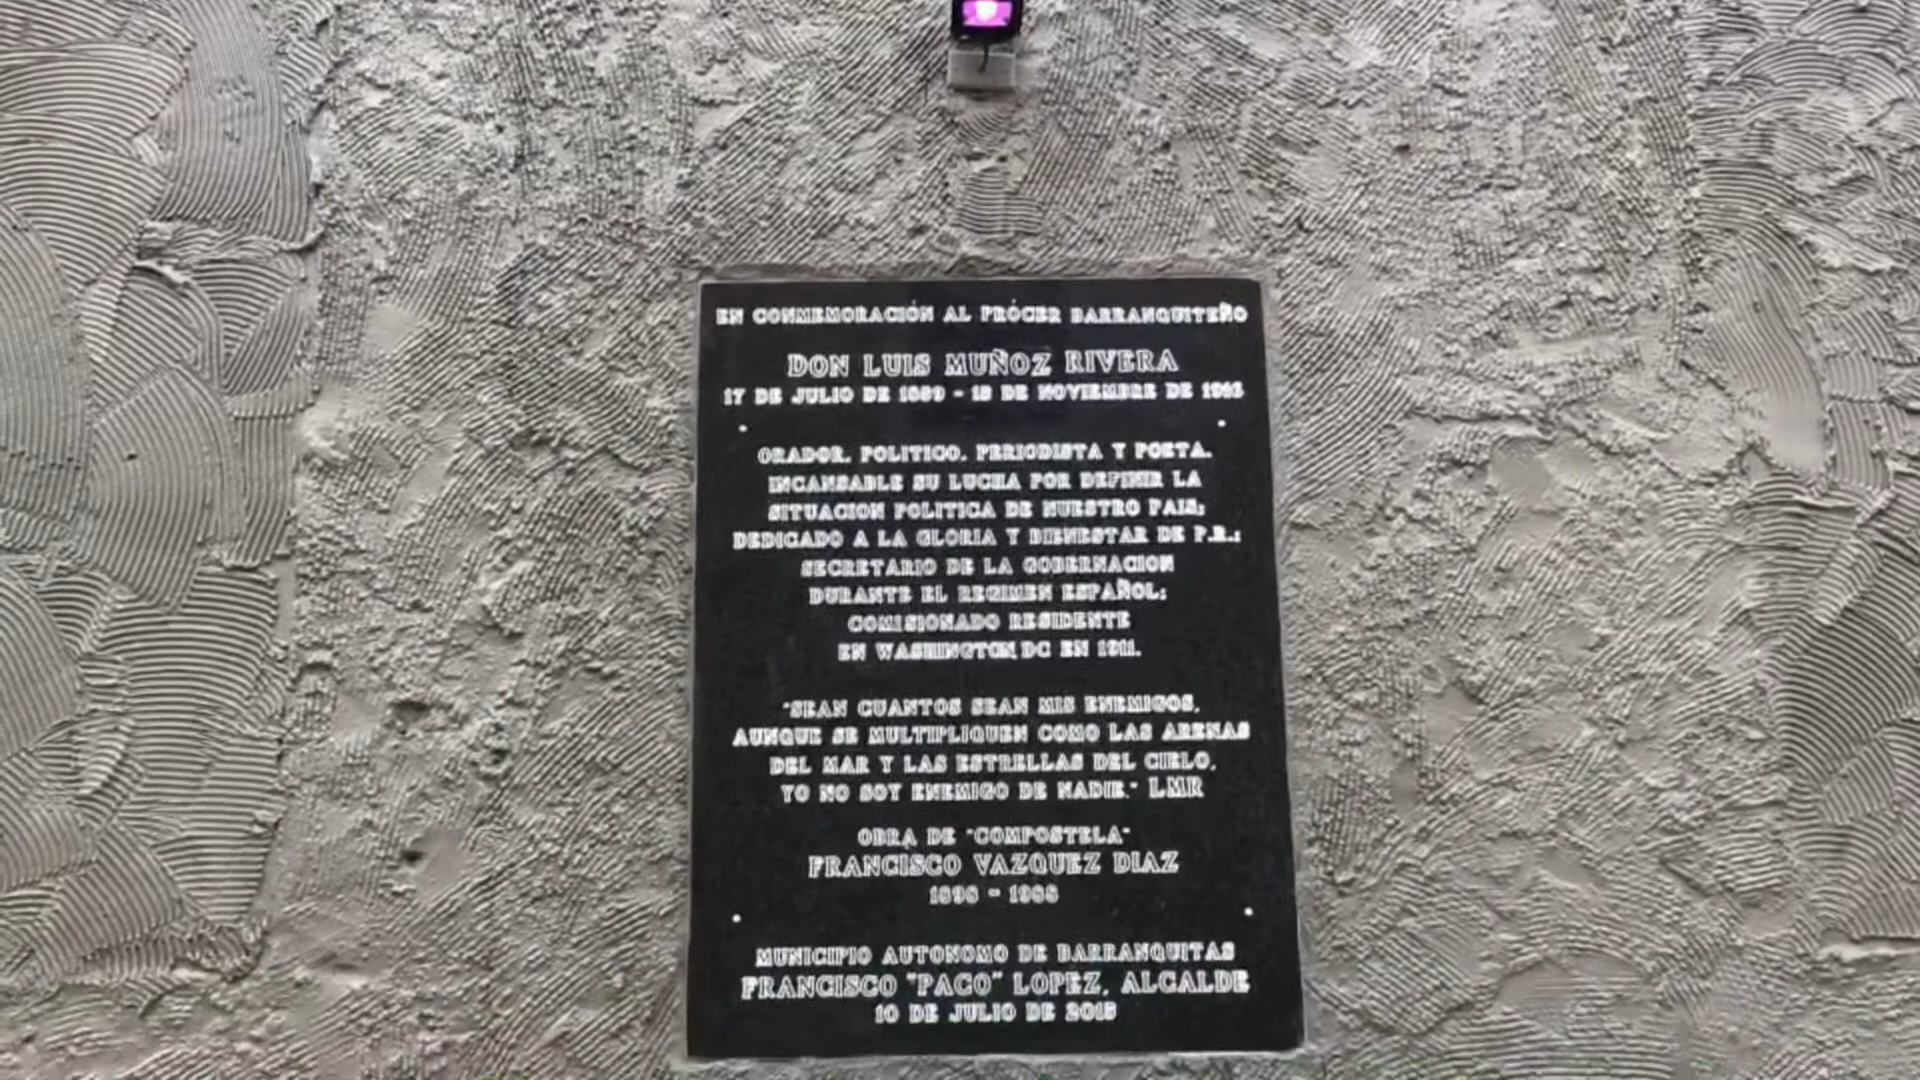 EN CONMEMORACIÓN AL PRÓCER BARRANQUITEÑO
DON LUIS MUÑOZ RIVERA
17 DE JULIO DE 1859 - 15 DE NOVIEMBRE DE 1916
ORADOR, POLITICO, PERIODISTA Y POETA.
INCANSABLE SU LUCHA POR DEFINIR LA
SITUACION POLITICA DE NUESTRO PAIS;
DEDICADO A LA GLORIA Y BIENESTAR DE P.R.;
SECRETARIO DE LA GOBERNACION
DURANTE EL REGIMEN ESPAÑOL;
COMISIONADO RESIDENTE
EN WASHINGTON DC EN 1911.
"SEAN CUANTOS SEAN MIS ENEMIGOS,
AUNQUE SE MULTIPLIQUEN COMO LAS ARENAS
DEL MAR Y LAS ESTRELLAS DEL CIELO,
YO NO SOY ENEMIGO DE NADIE." LMR
OBRA DE "COMPOSTELA"
FRANCISCO VAZQUEZ DIAZ
1898 - 1988
MUNICIPIO AUTONOMO DE BARRANQUITAS
FRANCISCO "PACO" LOPEZ, ALCALDE
10 DE JULIO DE 2015